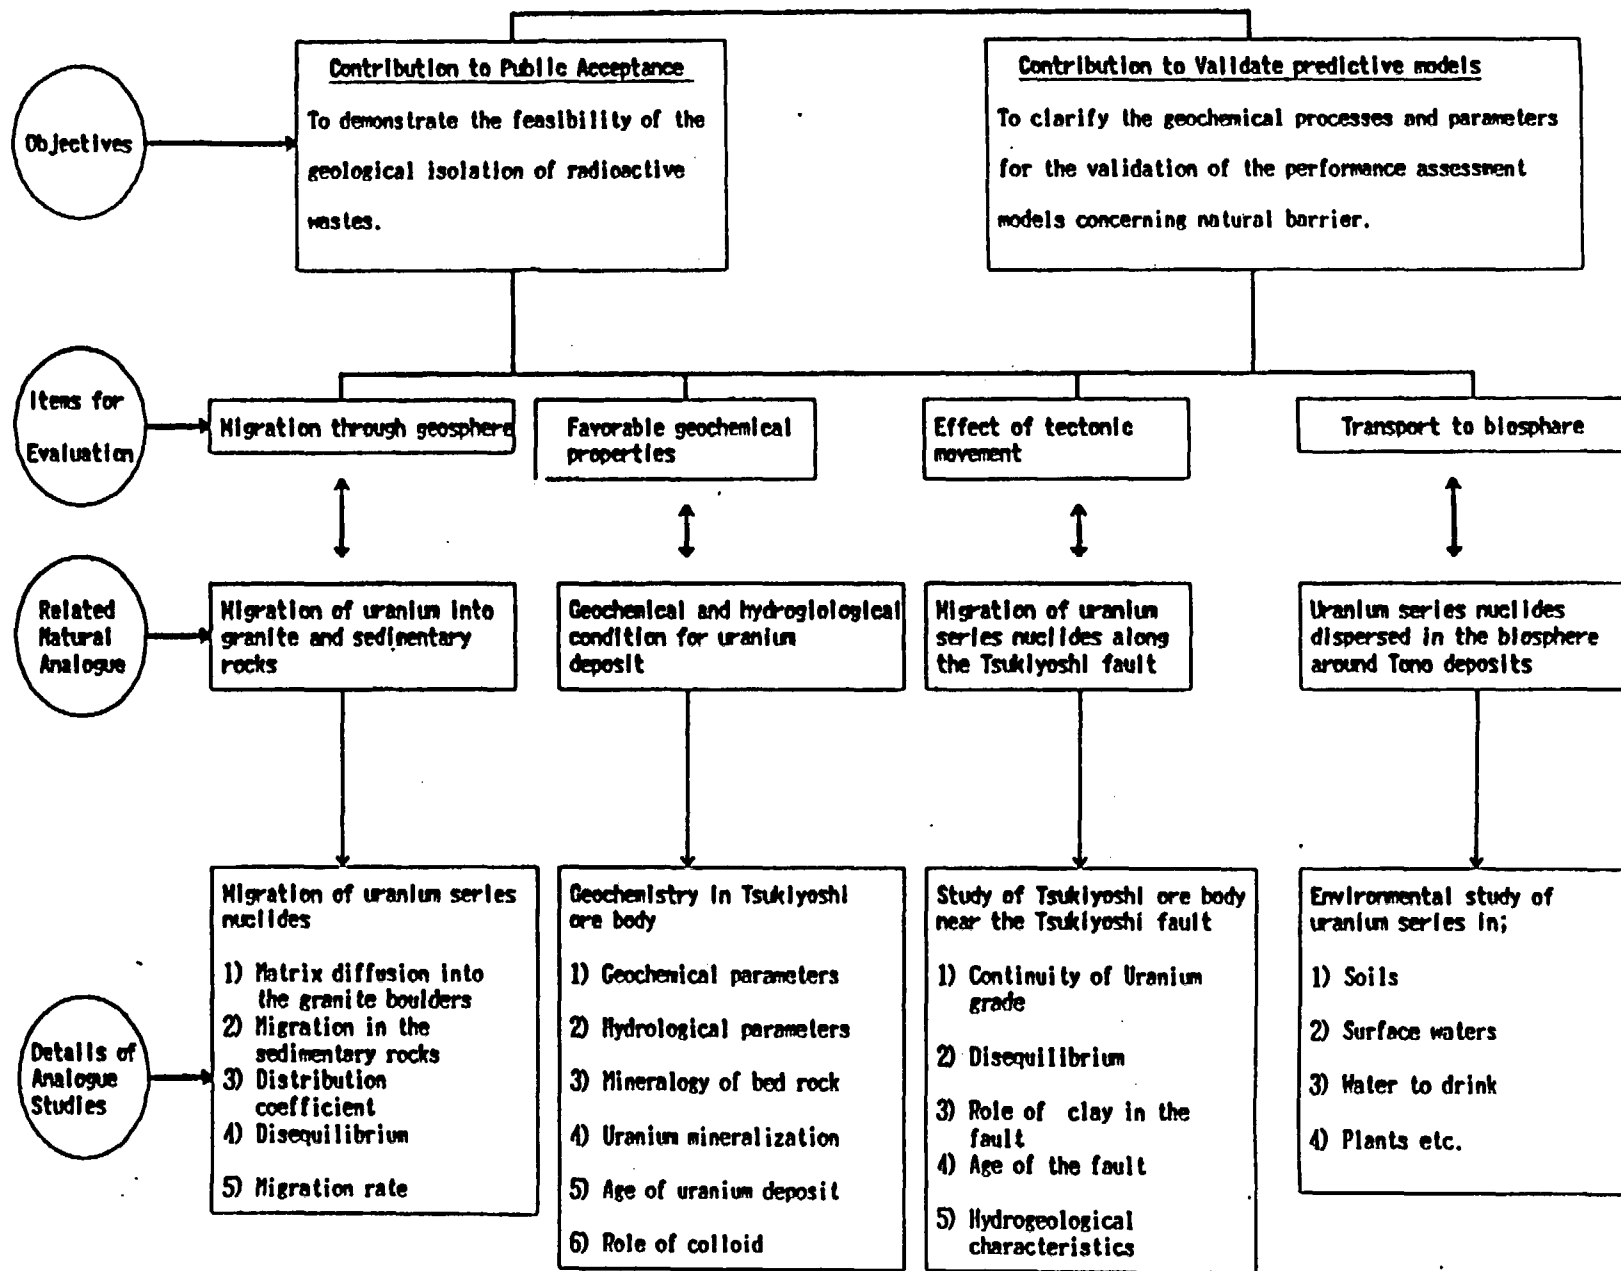 Objectives
Contribution to Public Acceptance
To demonstrate the feasibility of the
geological isolation of radioactive
wastes.
Contribution to Validate predictive models
To clarify the geochemical processes and parameters
for the validation of the performance assessment
models concerning natural barrier.
Items for
Evaluation
Migration through geosphere
Favorable geochemical
properties
Effect of tectonic
movement
Transport to biosphare
Related
Natural
Analogue
Migration of uranium into
granite and sedimentary
rocks
Geochemical and hydroglological
condition for uranium
deposit
Migration of uranium
series nuclides along
the Tsukiyoshi fault
Uranium series nuclides
dispersed in the biosphere
around Tono deposits
Details of
Analogue
Studies
Migration of uranium series
nuclides
1) Matrix diffusion into
the granite boulders
2) Migration in the
sedimentary rocks
3) Distribution
coefficient
4) Disequilibrium
5) Migration rate
Geochemistry in Tsukiyoshi
ore body
1) Geochemical parameters
2) Hydrological parameters
3) Mineralogy of bed rock
4) Uranium mineralization
5) Age of uranium deposit
6) Role of colloid
Study of Tsukiyoshi ore body
near the Tsukiyoshi fault
1) Continuity of Uranium
grade
2) Disequilibrium
3) Role of clay in the
fault
4) Age of the fault
5) Hydrogeological
characteristics
Environmental study of
uranium series in;
1) Soils
2) Surface waters
3) Water to drink
4) Plants etc.